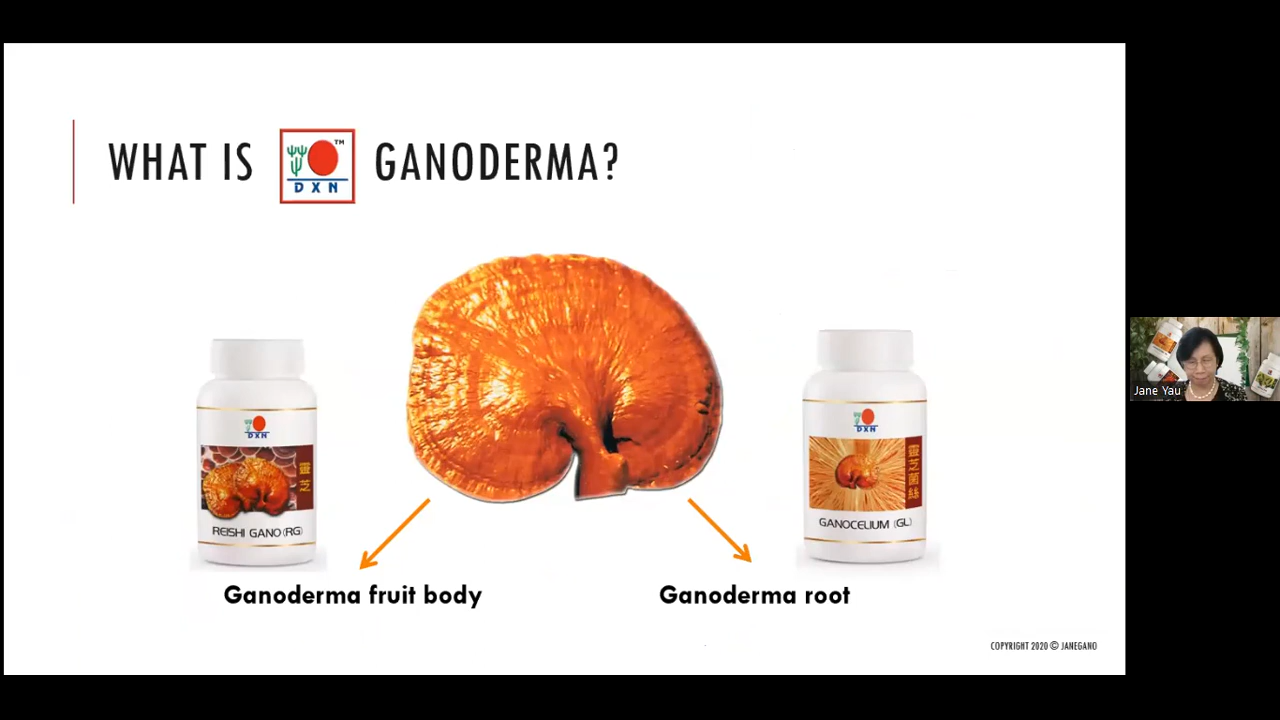 WHAT IS DXN™ GANODERMA?
DXN
靈芝
REISHI GANO (RG)
DXN
靈芝菌絲
GANOCELIUM (GL)
Ganoderma fruit body
Ganoderma root
COPYRIGHT 2020 © JANEGANO
Jane Yau